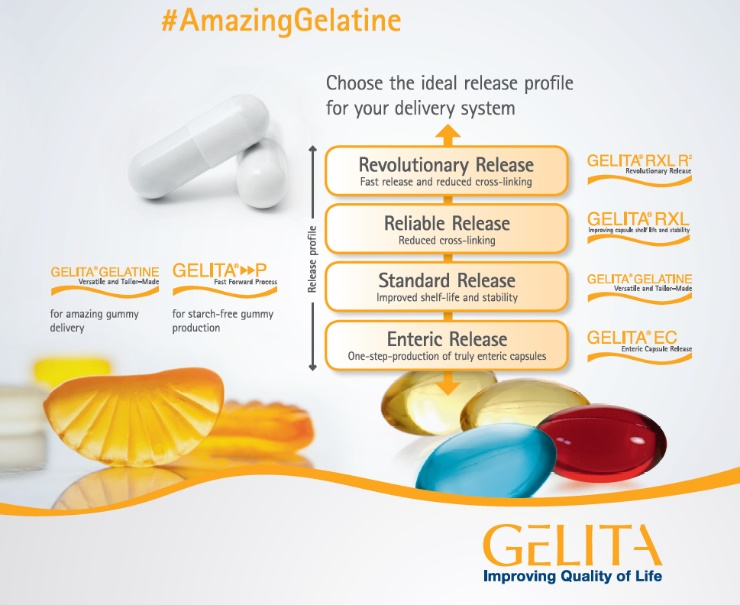 #AmazingGelatine
Choose the ideal release profile
for your delivery system
Release profile
Revolutionary Release
Fast release and reduced cross-linking
GELITA® RXL R²
Revolutionary Release
Reliable Release
Reduced cross-linking
GELITA® RXL
Improving capsule shelf life and stability
Standard Release
Improved shelf-life and stability
GELITA® GELATINE
Versatile and Tailor-Made
Enteric Release
One-step-production of truly enteric capsules
GELITA® EC
Enteric Capsule Release
GELITA® GELATINE
Versatile and Tailor-Made
for amazing gummy
delivery
GELITA® P
Fast Forward Process
for starch-free gummy
production
GELITA
Improving Quality of Life